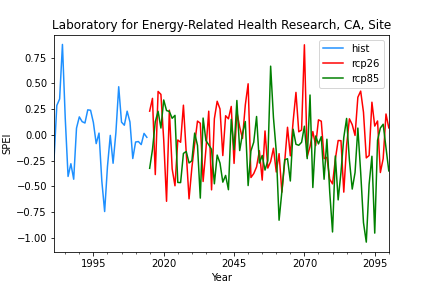 Laboratory for Energy-Related Health Research, CA, Site
hist
rcp26
rcp85
SPEI
0.75
0.50
0.25
0.00
−0.25
−0.50
−0.75
−1.00
1995 2020 2045 2070 2095
Year